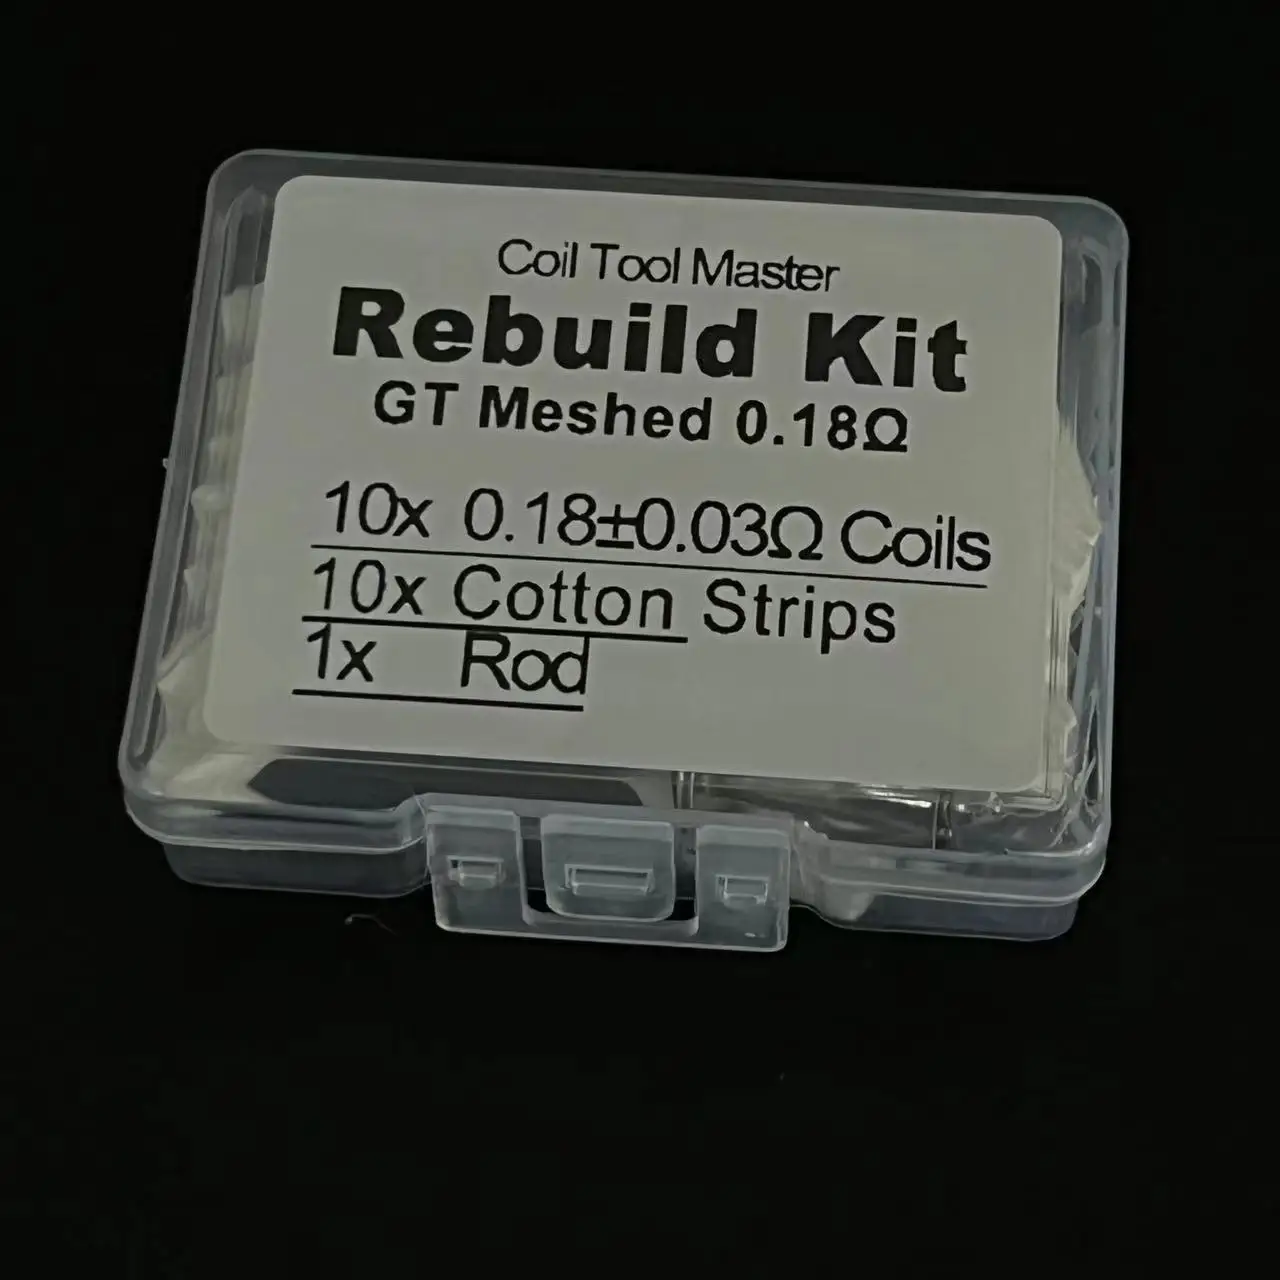 Coil Tool Master
Rebuild Kit
GT Meshed 0.18Ω
10x 0.18±0.03Ω Coils
10x Cotton Strips
1x Rod